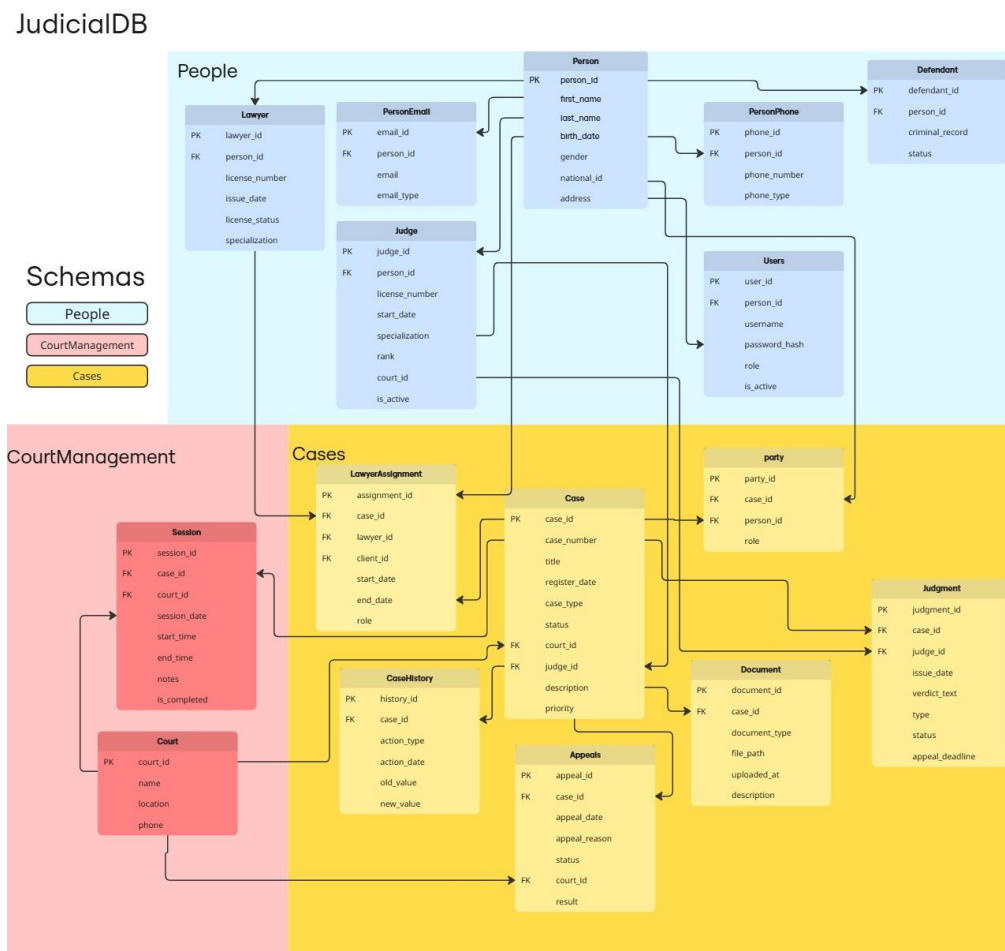 JudicialDB
People
Person
PK person_id
first_name
last_name
birth_date
gender
national_id
address
Defendant
PK defendant_id
FK person_id
criminal_record
status
Lawyer
PK lawyer_id
FK person_id
license_number
issue_date
license_status
specialization
PersonEmail
PK email_id
FK person_id
email
email_type
PersonPhone
PK phone_id
FK person_id
phone_number
phone_type
Judge
PK judge_id
FK person_id
license_number
start_date
specialization
rank
court_id
is_active
Users
PK user_id
FK person_id
username
password_hash
role
is_active
Schemas
People
CourtManagement
Cases
CourtManagement
Cases
LawyerAssignment
PK assignment_id
FK case_id
FK lawyer_id
FK client_id
start_date
end_date
role
Case
PK case_id
case_number
title
register_date
case_type
status
FK court_id
FK judge_id
description
priority
party
PK party_id
FK case_id
FK person_id
role
Session
PK session_id
FK case_id
FK court_id
session_date
start_time
end_time
notes
is_completed
Judgment
PK judgment_id
FK case_id
FK judge_id
issue_date
verdict_text
type
status
appeal_deadline
CaseHistory
PK history_id
FK case_id
action_type
action_date
old_value
new_value
Document
PK document_id
FK case_id
document_type
file_path
uploaded_at
description
Court
PK court_id
name
location
phone
Appeals
PK appeal_id
FK case_id
appeal_date
appeal_reason
status
FK court_id
result